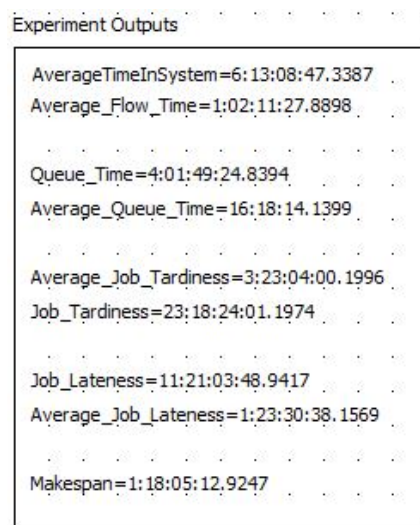 Experiment Outputs
AverageTimeInSystem=6:13:08:47.3387
Average_Flow_Time=1:02:11:27.8898
Queue_Time=4:01:49:24.8394
Average_Queue_Time=16:18:14.1399
Average_Job_Tardiness=3:23:04:00.1996
Job_Tardiness=23:18:24:01.1974
Job_Lateness=11:21:03:48.9417
Average_Job_Lateness=1:23:30:38.1569
Makespan=1:18:05:12.9247